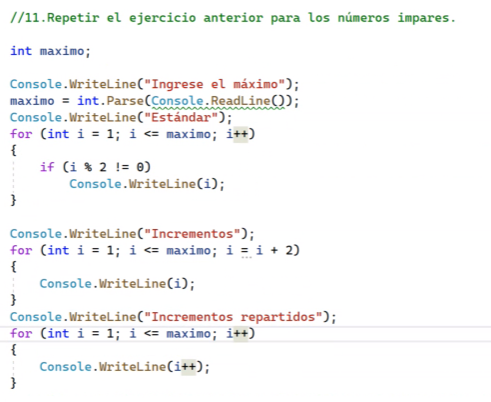 //11.Repetir el ejercicio anterior para los números impares.
int maximo;
Console.WriteLine("Ingrese el máximo");
maximo = int.Parse(Console.ReadLine());
Console.WriteLine("Estándar");
for (int i = 1; i <= maximo; i++)
{
if (i % 2 != 0)
Console.WriteLine(i);
}
Console.WriteLine("Incrementos");
for (int i = 1; i <= maximo; i = i + 2)
{
Console.WriteLine(i);
}
Console.WriteLine("Incrementos repartidos");
for (int i = 1; i <= maximo; i++)
{
Console.WriteLine(i++);
}